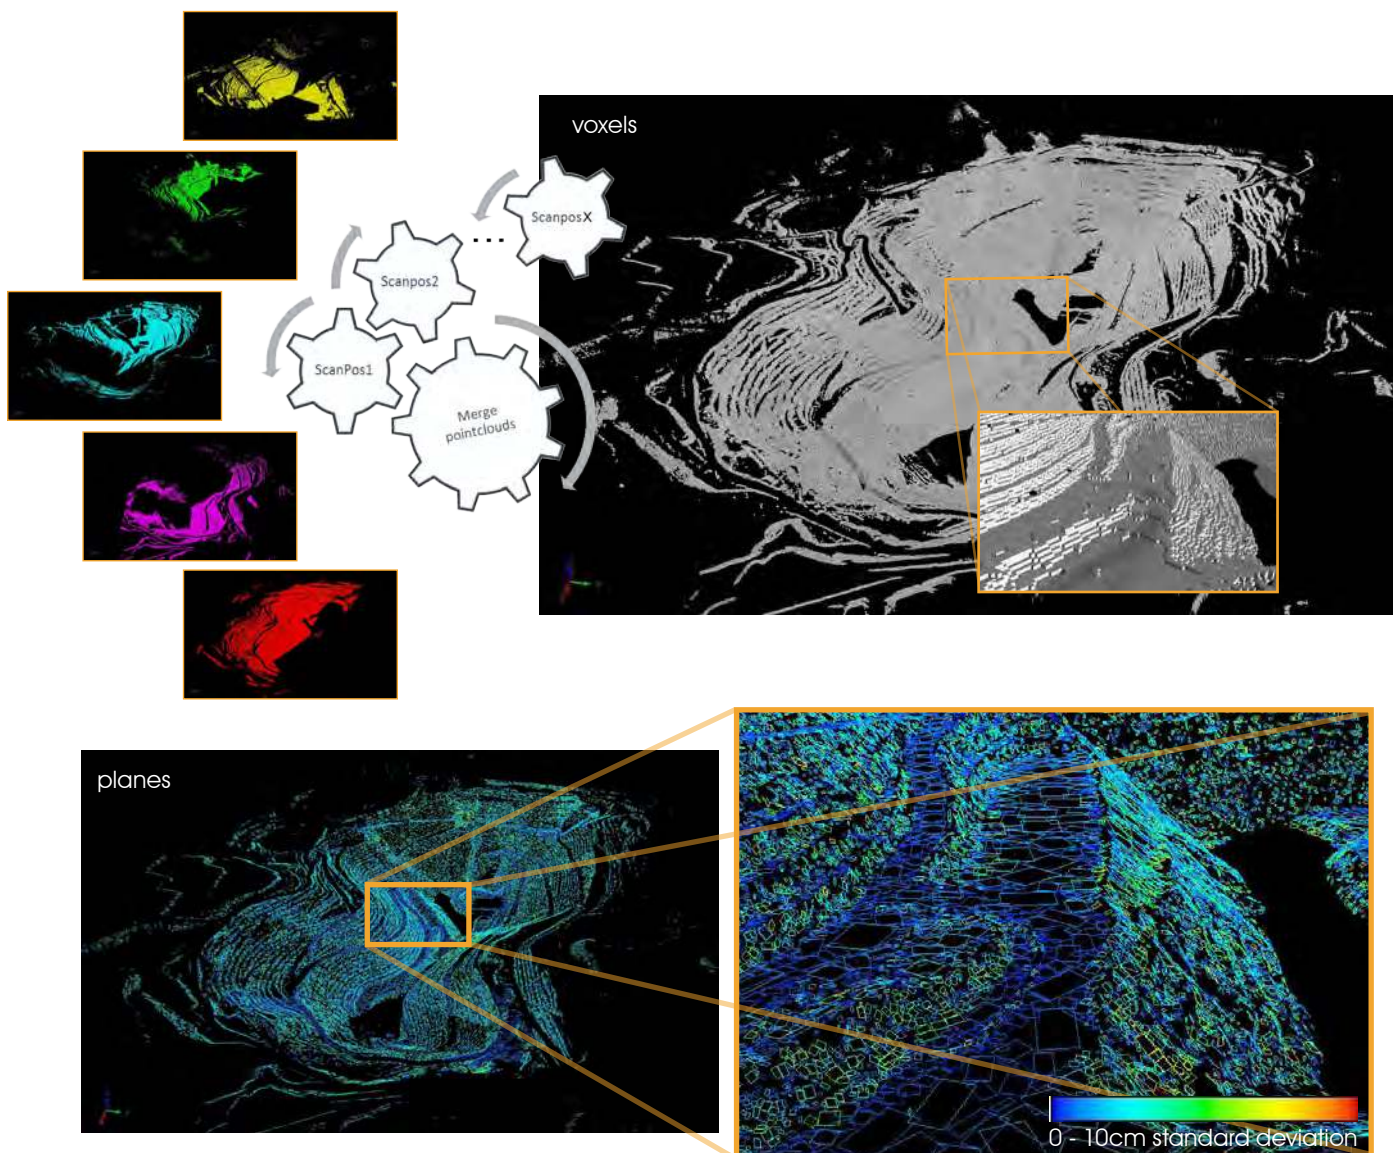 voxels
ScanposX
...
Scanpos2
ScanPos1
Merge
pointclouds
planes
0 - 10cm standard deviation